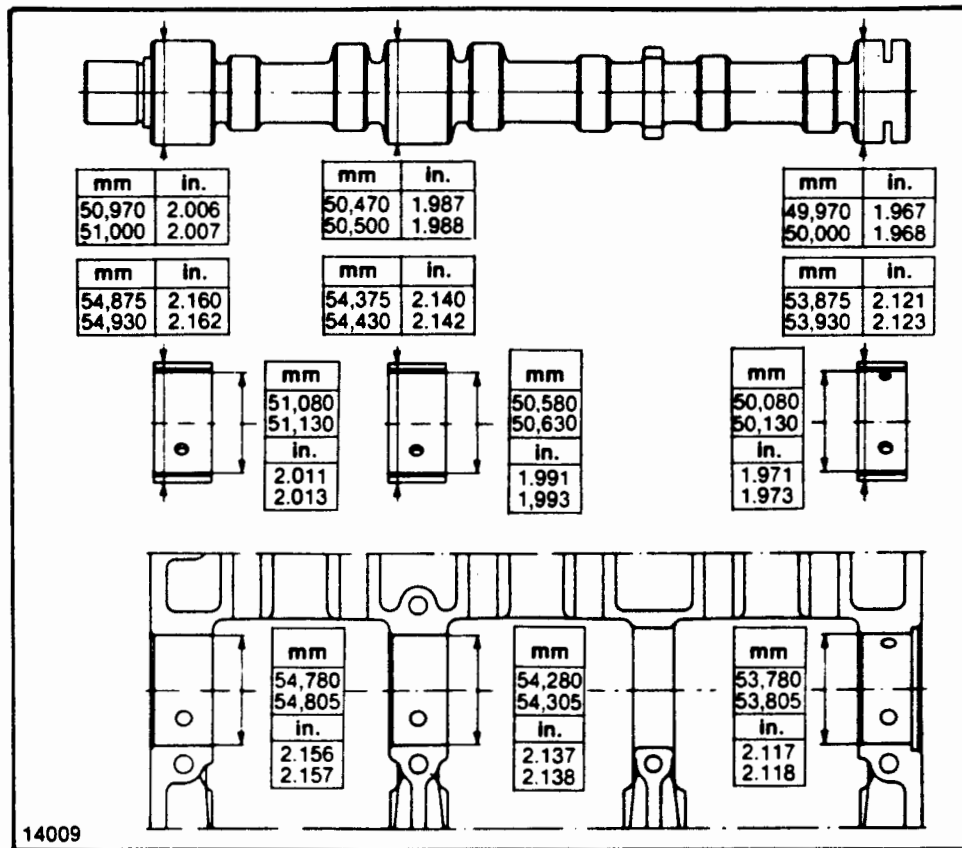 mm in.
50,970 2.006
51,000 2.007
mm in.
50,470 1.987
50,500 1.988
mm in.
49,970 1.967
50,000 1.968
mm in.
54,875 2.160
54,930 2.162
mm in.
54,375 2.140
54,430 2.142
mm in.
53,875 2.121
53,930 2.123
mm
51,080
51,130
in.
2.011
2.013
mm
50,580
50,630
in.
1.991
1,993
mm
50,080
50,130
in.
1.971
1.973
mm
54,780
54,805
in.
2.156
2.157
mm
54,280
54,305
in.
2.137
2.138
mm
53,780
53,805
in.
2.117
2.118
14009